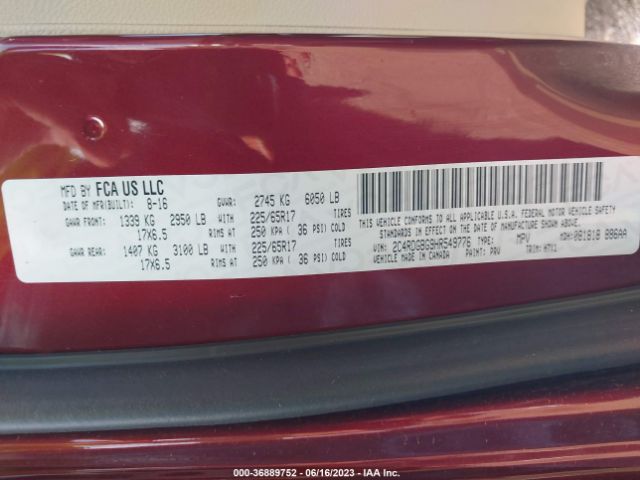 MFD BY FCA US LLC
DATE OF MFR(BUILT): 8-16 GVWR: 2745 KG 6050 LB
GAWR FRONT: 1339 KG 2950 LB WITH 225/65R17 TIRES
17X6.5 RIMS AT 250 KPA ( 36 PSI) COLD
GAWR REAR: 1407 KG 3100 LB WITH 225/65R17 TIRES
17X6.5 RIMS AT 250 KPA ( 36 PSI) COLD
THIS VEHICLE CONFORMS TO ALL APPLICABLE U.S.A. FEDERAL MOTOR VEHICLE SAFETY
STANDARDS IN EFFECT ON THE DATE OF MANUFACTURE SHOWN ABOVE.
VIN: 2C4RDGBG9HR549776 TYPE: MPV MDH:081818 886AA
VEHICLE MADE IN CANADA PAINT: PRV TRIM: H7X1
000-36889752 - 06/16/2023 - IAA Inc.